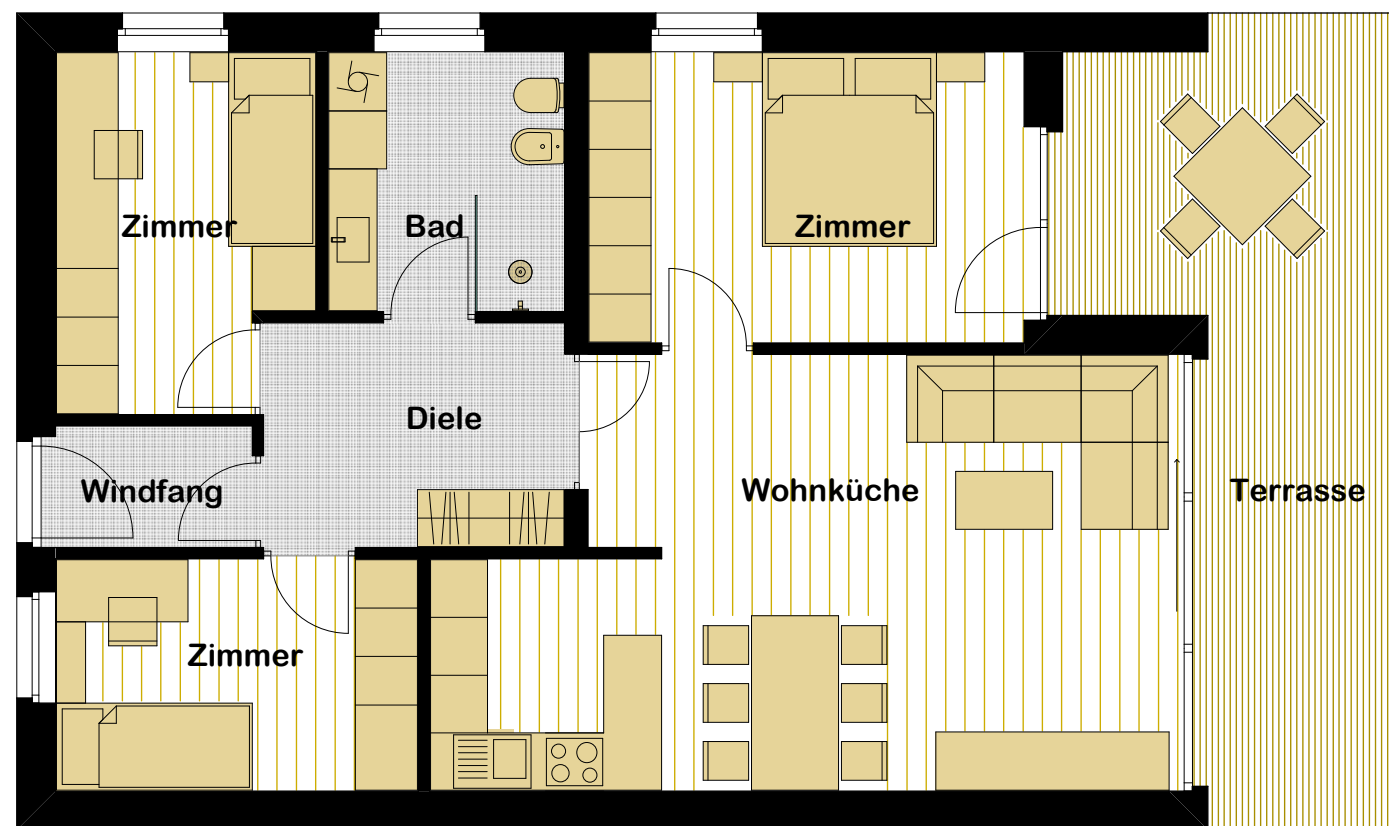 Zimmer
Bad
Zimmer
Diele
Windfang
Wohnküche
Terrasse
Zimmer